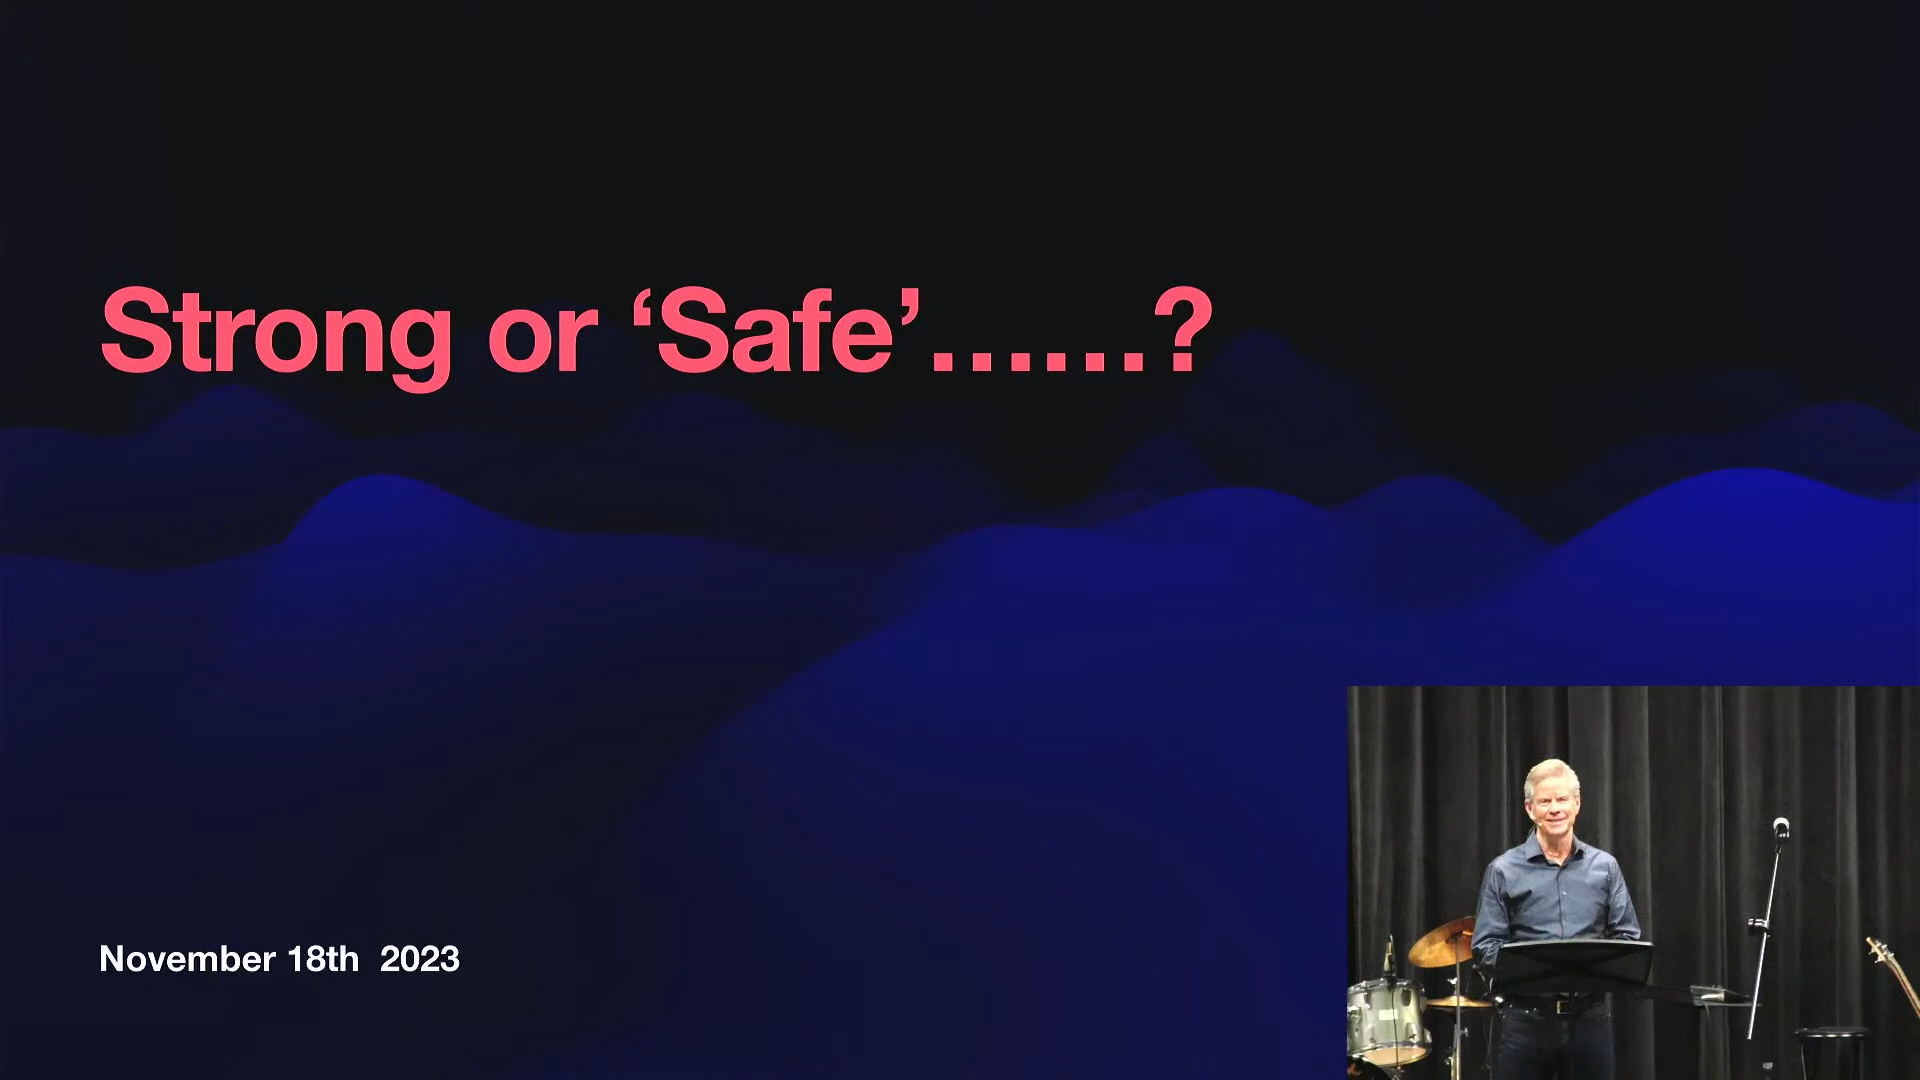 Strong or ‘Safe’......?
November 18th  2023